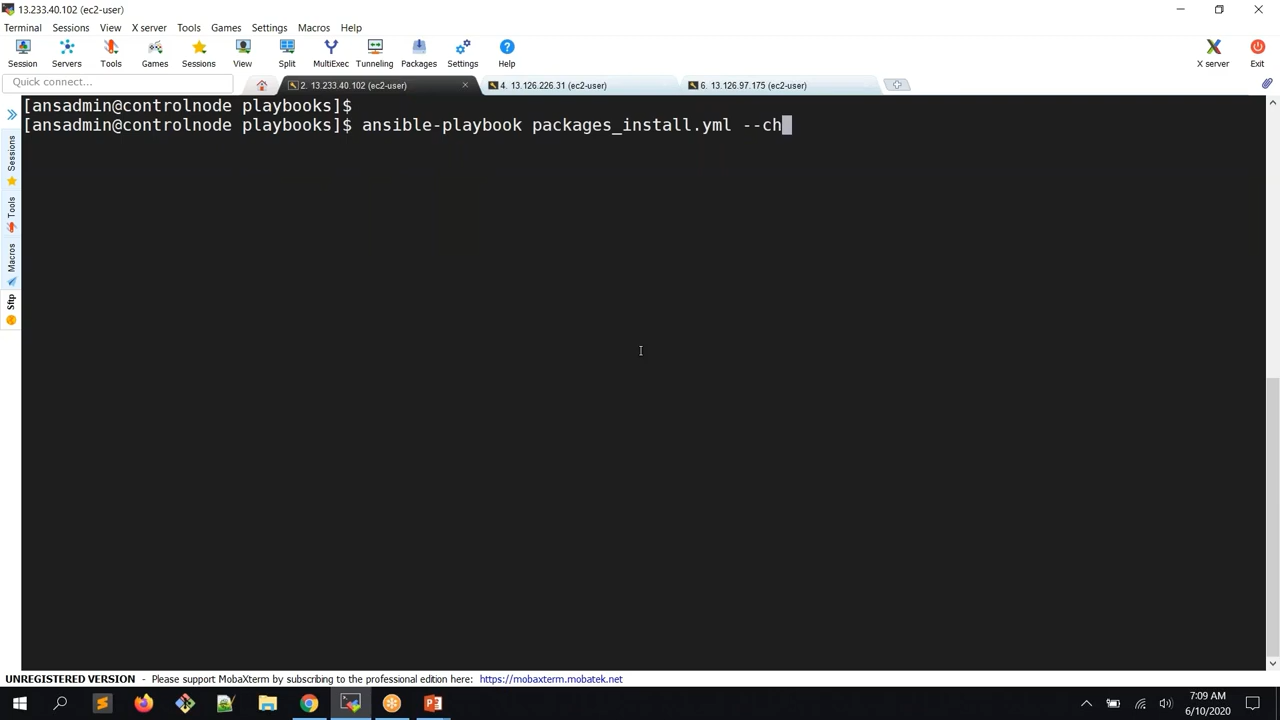 13.233.40.102 (ec2-user)
Terminal Sessions View X server Tools Games Settings Macros Help
Session Servers Tools Games Sessions View Split MultiExec Tunneling Packages Settings Help X server Exit
Quick connect...
2. 13.233.40.102 (ec2-user)
4. 13.126.226.31 (ec2-user)
6. 13.126.97.175 (ec2-user)
[ansadmin@controlnode playbooks]$
[ansadmin@controlnode playbooks]$ ansible-playbook packages_install.yml --ch
Sessions
Tools
Macros
Sftp
UNREGISTERED VERSION - Please support MobaXterm by subscribing to the professional edition here: https://mobaxterm.mobatek.net
7:09 AM
6/10/2020